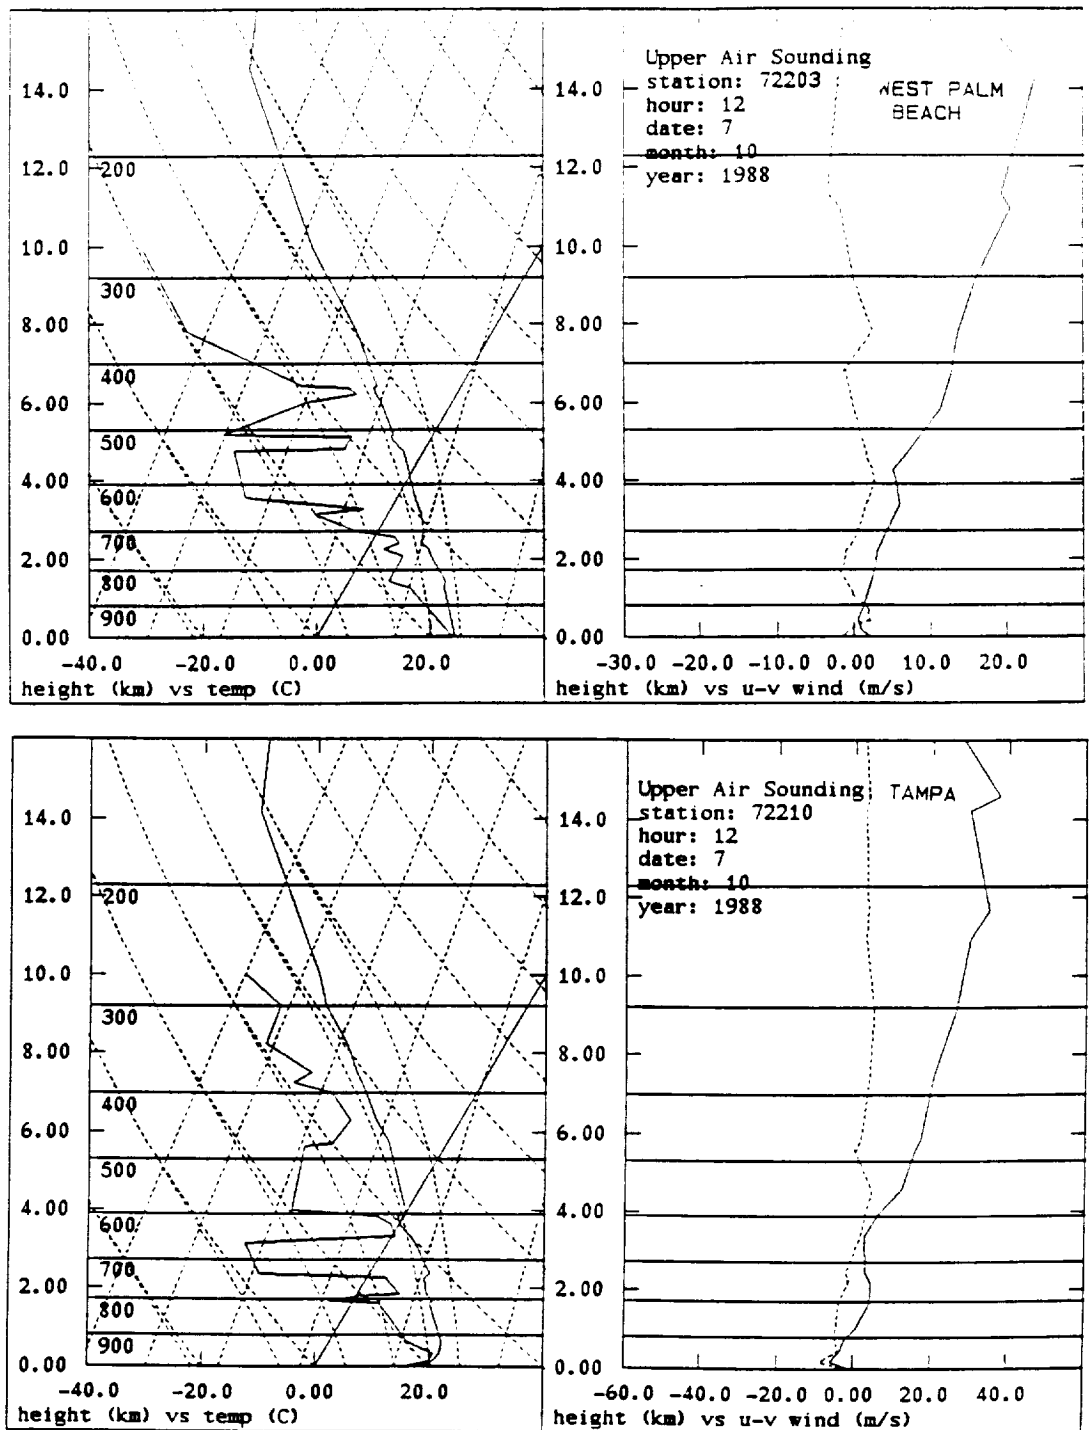 14.0
12.0
10.0
8.00
6.00
4.00
2.00
0.00
200
300
400
500
600
700
800
900
-40.0 -20.0 0.00 20.0
height (km) vs temp (C)
Upper Air Sounding
station: 72203
hour: 12
date: 7
month: 10
year: 1988
WEST PALM
BEACH
14.0
12.0
10.0
8.00
6.00
4.00
2.00
0.00
-30.0 -20.0 -10.0 0.00 10.0 20.0
height (km) vs u-v wind (m/s)
14.0
12.0
10.0
8.00
6.00
4.00
2.00
0.00
200
300
400
500
600
700
800
900
-40.0 -20.0 0.00 20.0
height (km) vs temp (C)
Upper Air Sounding
station: 72210
hour: 12
date: 7
month: 10
year: 1988
TAMPA
14.0
12.0
10.0
8.00
6.00
4.00
2.00
0.00
-60.0 -40.0 -20.0 0.00 20.0 40.0
height (km) vs u-v wind (m/s)